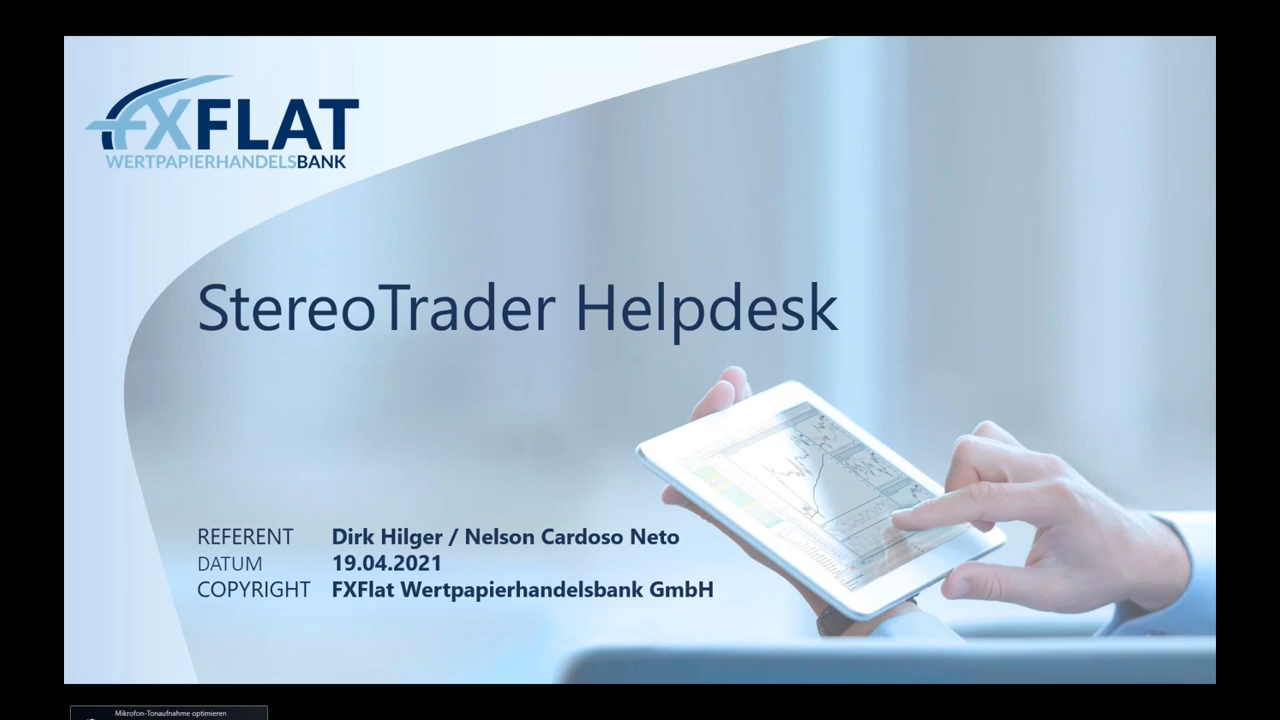 FXFLAT
WERTPAPIERHANDELSBANK
StereoTrader Helpdesk
REFERENT Dirk Hilger / Nelson Cardoso Neto
DATUM 19.04.2021
COPYRIGHT FXFlat Wertpapierhandelsbank GmbH
Mikrofon-Tonaufnahme optimieren